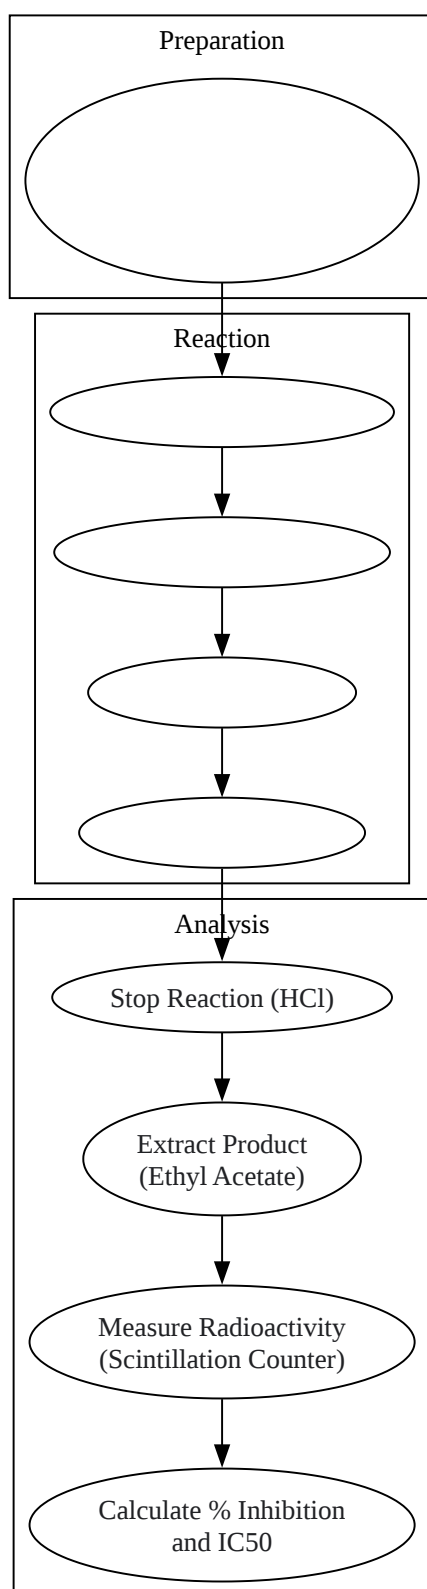 Preparation
Reaction
Analysis
Stop Reaction (HCl)
Extract Product
(Ethyl Acetate)
Measure Radioactivity
(Scintillation Counter)
Calculate % Inhibition
and IC50